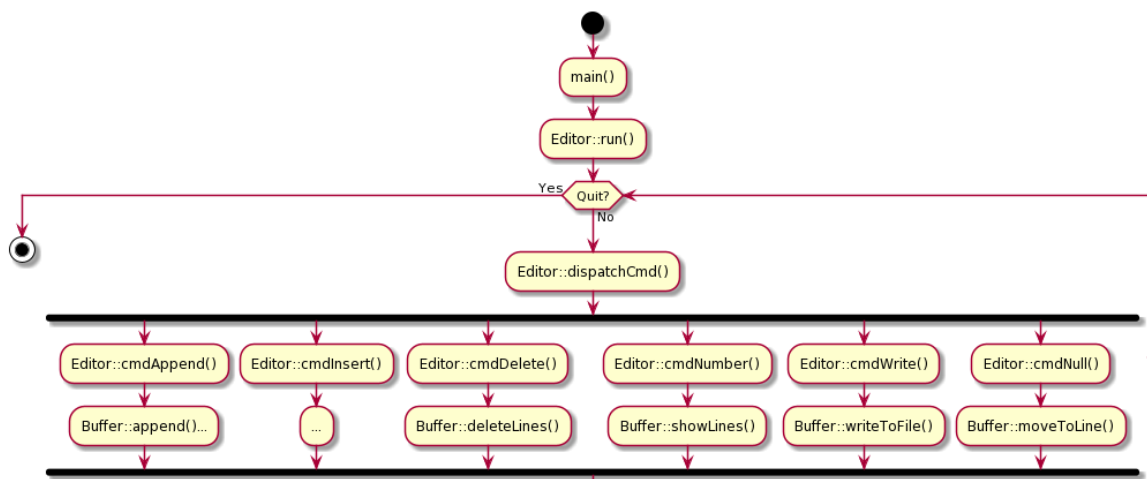 main()
Editor::run()
Yes
Quit?
No
Editor::dispatchCmd()
Editor::cmdAppend()
Editor::cmdInsert()
Editor::cmdDelete()
Editor::cmdNumber()
Editor::cmdWrite()
Editor::cmdNull()
Buffer::append()...
...
Buffer::deleteLines()
Buffer::showLines()
Buffer::writeToFile()
Buffer::moveToLine()